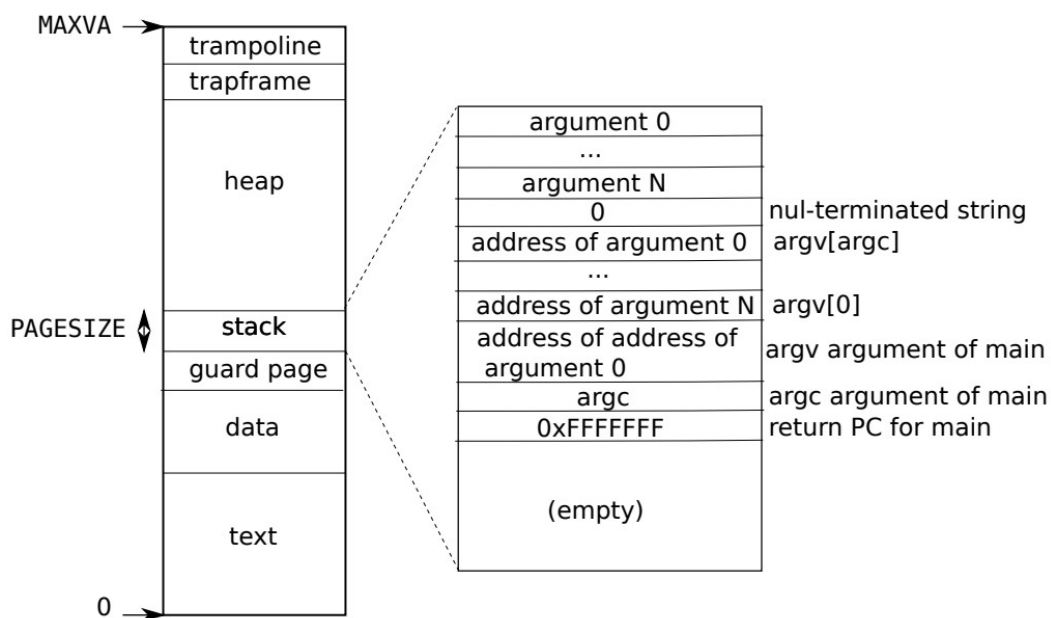 MAXVA
trampoline
trapframe
heap
PAGESIZE
stack
guard page
data
text
0
argument 0
...
argument N
0 nul-terminated string
address of argument 0 argv[argc]
...
address of argument N argv[0]
address of address of
argument 0
argv argument of main
argc argc argument of main
0xFFFFFFF return PC for main
(empty)